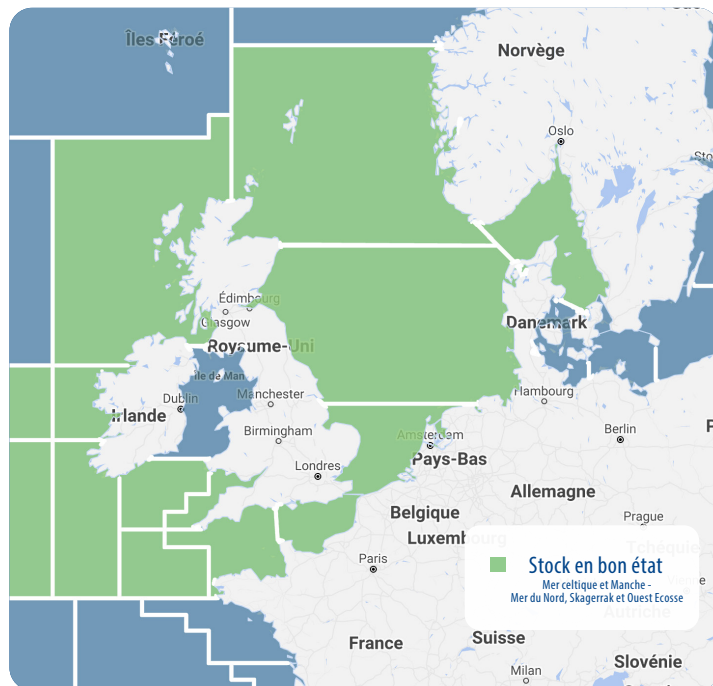 Îles Féroé
Norvège
Oslo
Sto
Édimbourg
Glasgow
Royaume-Uni
Île de Man
Danemark
Dublin
Irlande
Manchester
Hambourg
Birmingham
Amsterdam
Berlin
Londres
Pays-Bas
Allemagne
Belgique
Prague
Luxembourg
Tchéquie
Paris
Stock en bon état
Vienne
Mer celtique et Manche -
Mer du Nord, Skagerrak et Ouest Ecosse
Autriche
France
Suisse
Slovénie
Milan